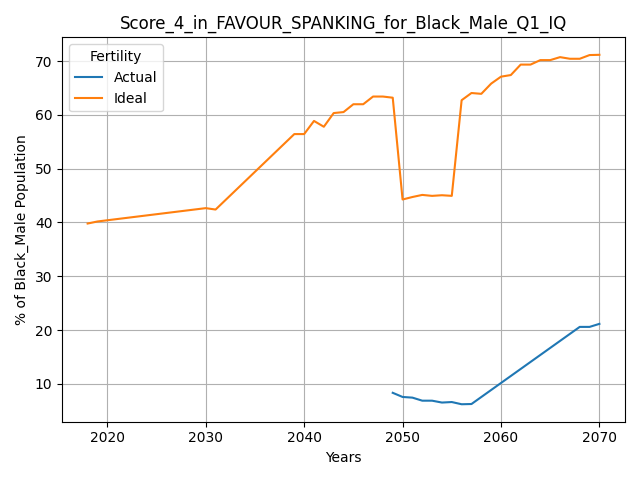 Score_4_in_FAVOUR_SPANKING_for_Black_Male_Q1_IQ
Fertility
Actual
Ideal
% of Black_Male Population
70
60
50
40
30
20
10
2020 2030 2040 2050 2060 2070
Years